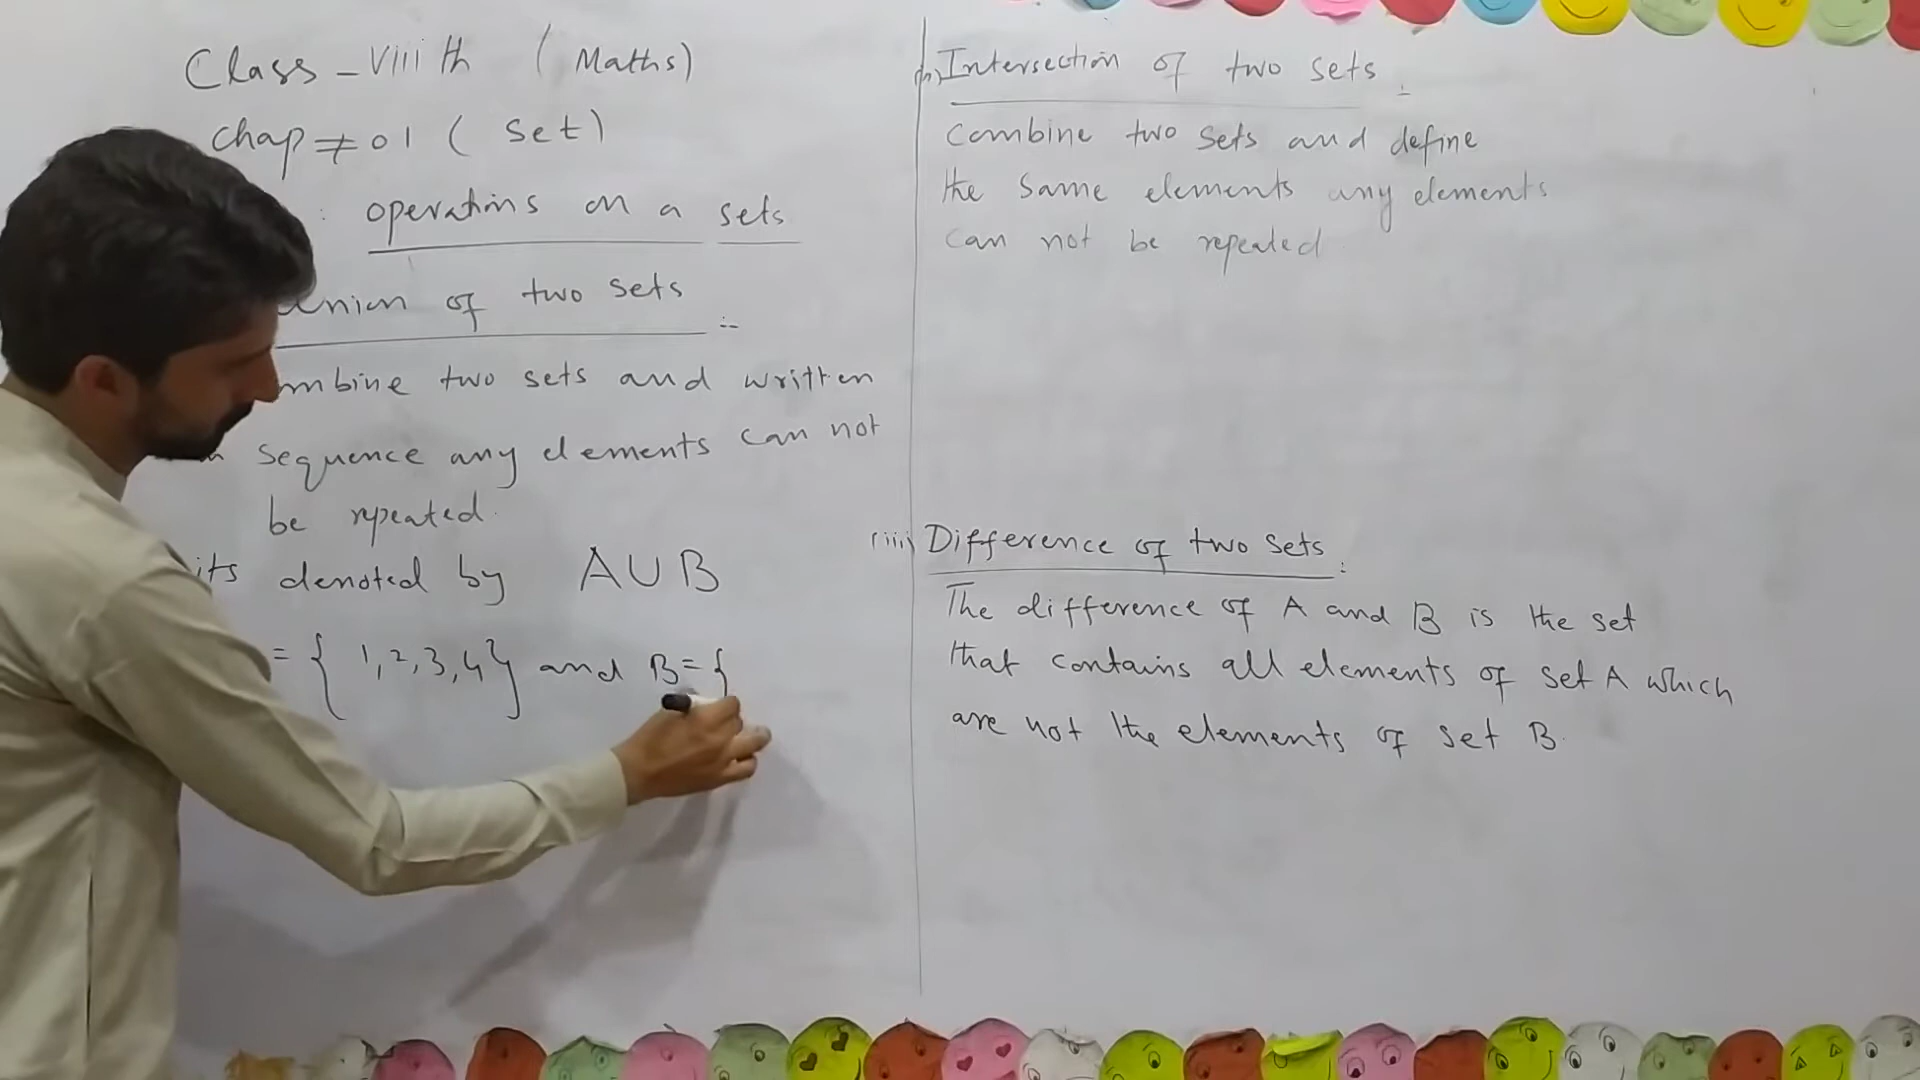 Class - VIII th ( Maths)
chap ≠ 01 ( set)
: operations on a sets
union of two sets :-
mbine two sets and written
sequence any elements can not
be repeated.
its denoted by A∪B
= { 1,2,3,4} and B= {
(ii) Intersection of two sets :
combine two sets and define
the same elements any elements
can not be repeated
(iii) Difference of two sets :
The difference of A and B is the set
that contains all elements of set A which
are not the elements of set B.